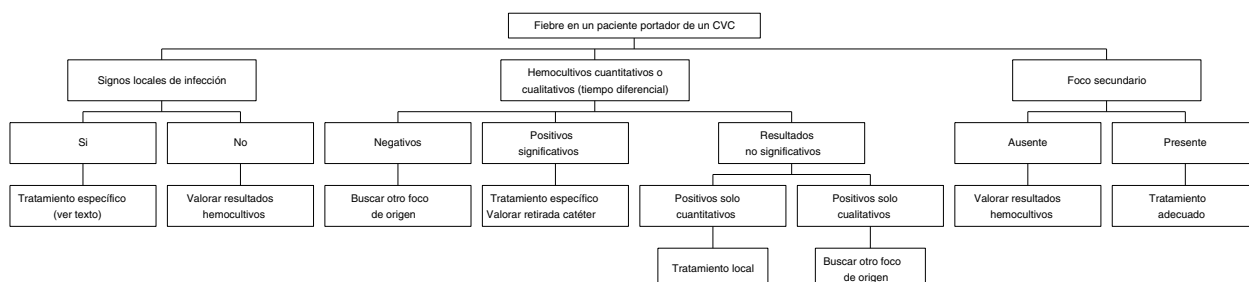 Fiebre en un paciente portador de un CVC
Signos locales de infección
Hemocultivos cuantitativos o
cualitativos (tiempo diferencial)
Foco secundario
Si
No
Negativos
Positivos
significativos
Resultados
no significativos
Ausente
Presente
Tratamiento específico
(ver texto)
Valorar resultados
hemocultivos
Buscar otro foco
de origen
Tratamiento específico
Valorar retirada catéter
Positivos solo
cuantitativos
Positivos solo
cualitativos
Valorar resultados
hemocultivos
Tratamiento
adecuado
Tratamiento local
Buscar otro foco
de origen